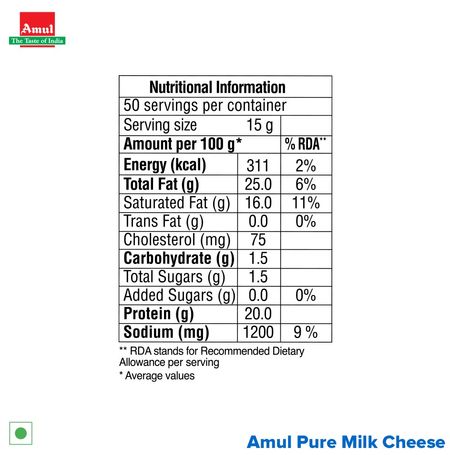 Amul
The Taste of India
Nutritional Information
50 servings per container
Serving size 15 g
Amount per 100 g* % RDA**
Energy (kcal) 311 2%
Total Fat (g) 25.0 6%
Saturated Fat (g) 16.0 11%
Trans Fat (g) 0.0 0%
Cholesterol (mg) 75
Carbohydrate (g) 1.5
Total Sugars (g) 1.5
Added Sugars (g) 0.0 0%
Protein (g) 20.0
Sodium (mg) 1200 9 %
** RDA stands for Recommended Dietary
Allowance per serving
* Average values
Amul Pure Milk Cheese